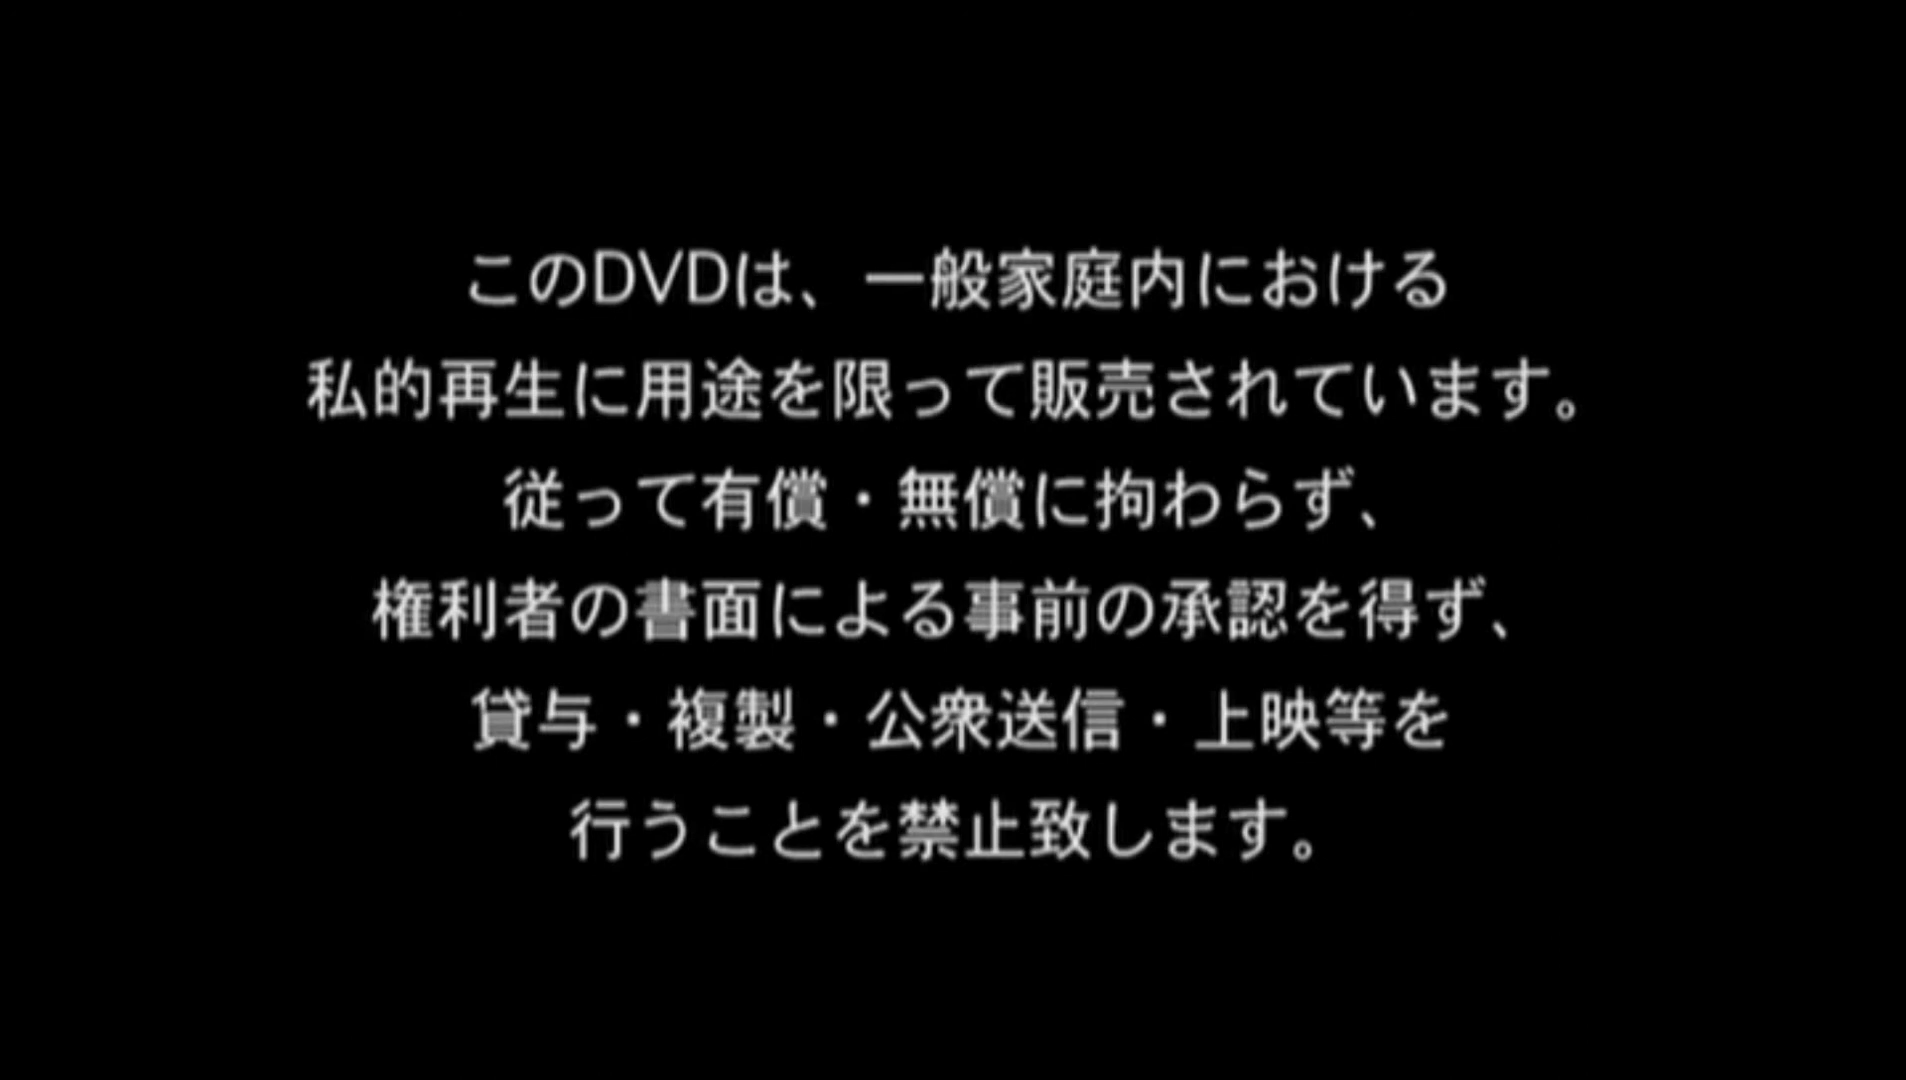 このDVDは、一般家庭内における
私的再生に用途を限って販売されています。
従って有償・無償に拘わらず、
権利者の書面による事前の承認を得ず、
貸与・複製・公衆送信・上映等を
行うことを禁止致します。